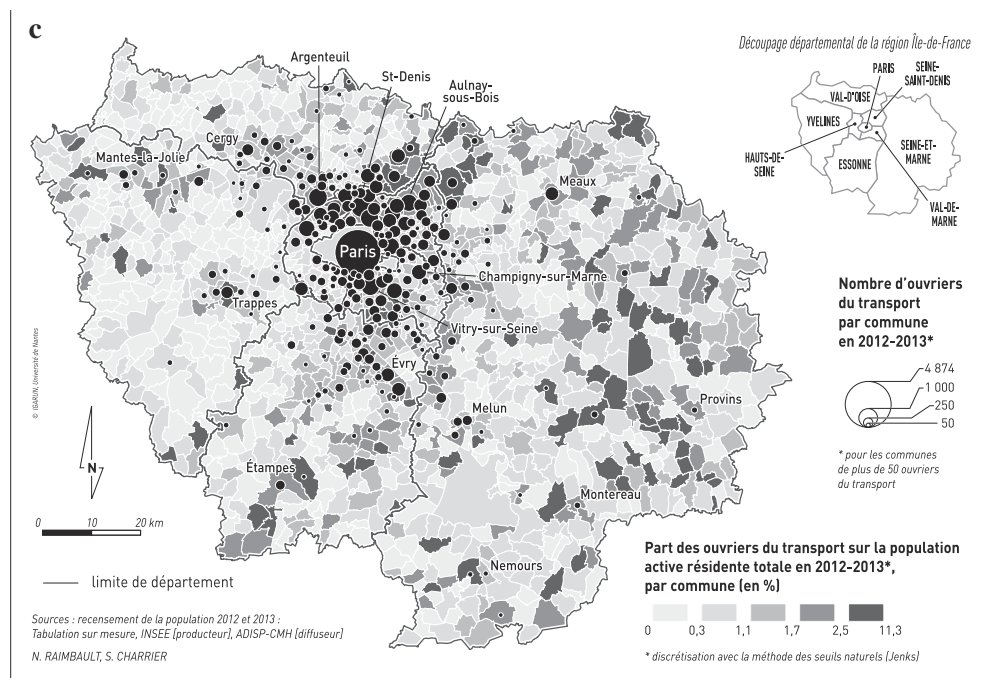 c
Découpage départemental de la région Île-de-France
PARIS
SEINE-
SAINT-DENIS
VAL-D'OISE
YVELINES
HAUTS-DE-
SEINE
ESSONNE
SEINE-ET-
MARNE
VAL-DE-
MARNE
Argenteuil
St-Denis
Aulnay-
sous-Bois
Cergy
Mantes-la-Jolie
Meaux
Paris
Champigny-sur-Marne
Trappes
Vitry-sur-Seine
Évry
Melun
Provins
Étampes
Montereau
Nemours
Nombre d'ouvriers
du transport
par commune
en 2012-2013*
4 874
1 000
250
50
* pour les communes
de plus de 50 ouvriers
du transport
© IGARUN, Université de Nantes
N
0 10 20 km
limite de département
Sources : recensement de la population 2012 et 2013 :
Tabulation sur mesure, INSEE [producteur], ADISP-CMH [diffuseur]
N. RAIMBAULT, S. CHARRIER
Part des ouvriers du transport sur la population
active résidente totale en 2012-2013*,
par commune (en %)
0 0,3 1,1 1,7 2,5 11,3
* discrétisation avec la méthode des seuils naturels (Jenks)